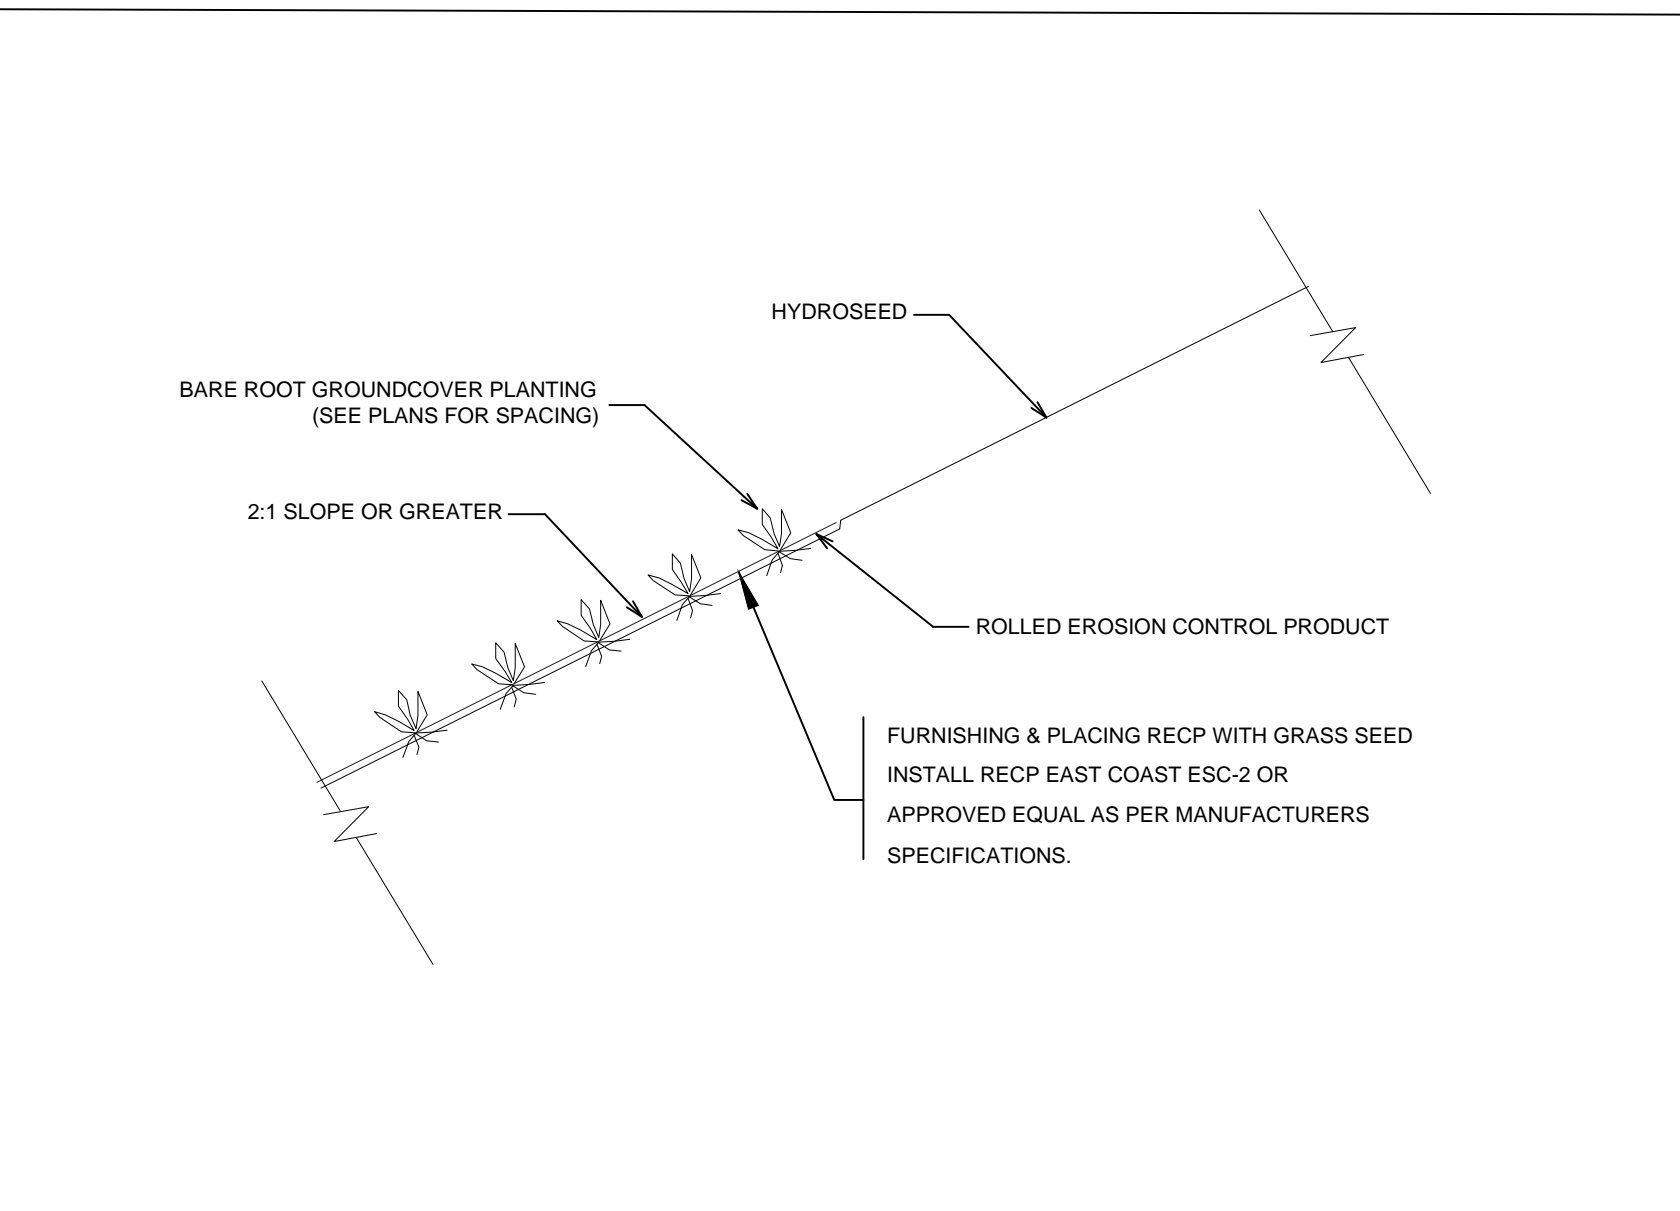 HYDROSEED
BARE ROOT GROUNDCOVER PLANTING
(SEE PLANS FOR SPACING)
2:1 SLOPE OR GREATER
ROLLED EROSION CONTROL PRODUCT
FURNISHING & PLACING RECP WITH GRASS SEED
INSTALL RECP EAST COAST ESC-2 OR
APPROVED EQUAL AS PER MANUFACTURERS
SPECIFICATIONS.